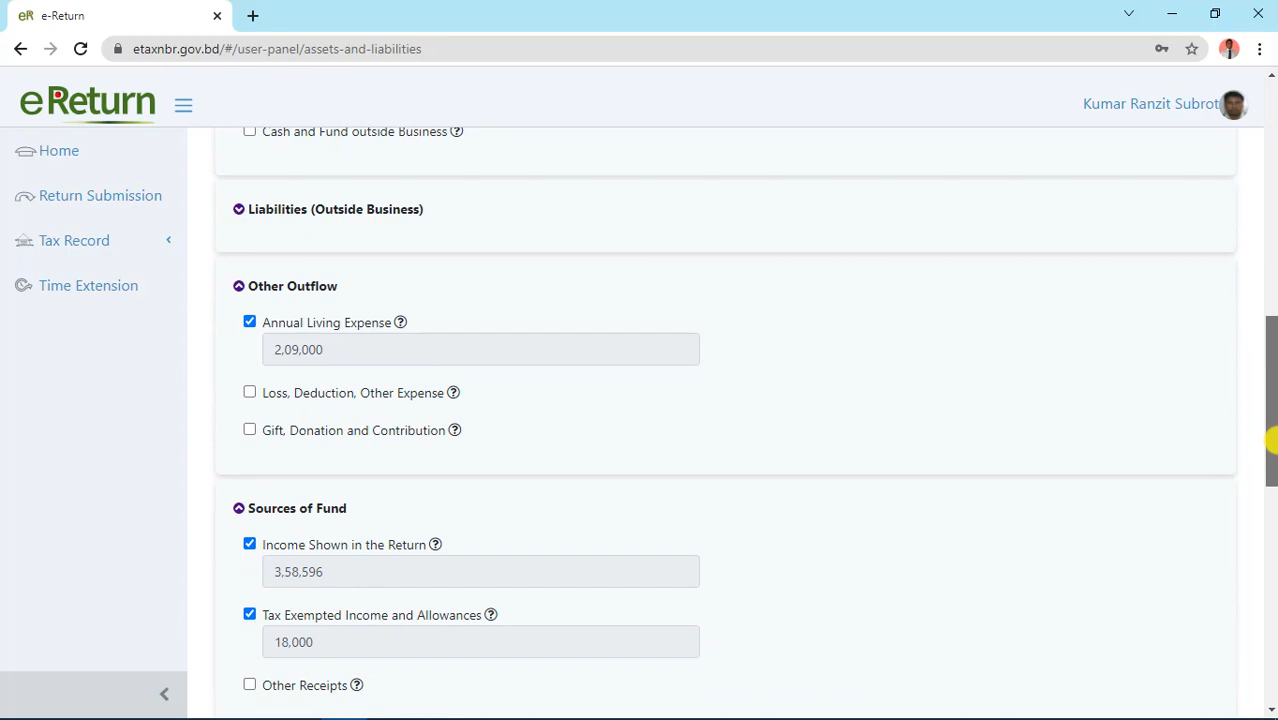 eR e-Return
etaxnbr.gov.bd/#/user-panel/assets-and-liabilities
eReturn
Kumar Ranzit Subrot
Home
Return Submission
Tax Record
Time Extension
Cash and Fund outside Business
Liabilities (Outside Business)
Other Outflow
Annual Living Expense
2,09,000
Loss, Deduction, Other Expense
Gift, Donation and Contribution
Sources of Fund
Income Shown in the Return
3,58,596
Tax Exempted Income and Allowances
18,000
Other Receipts